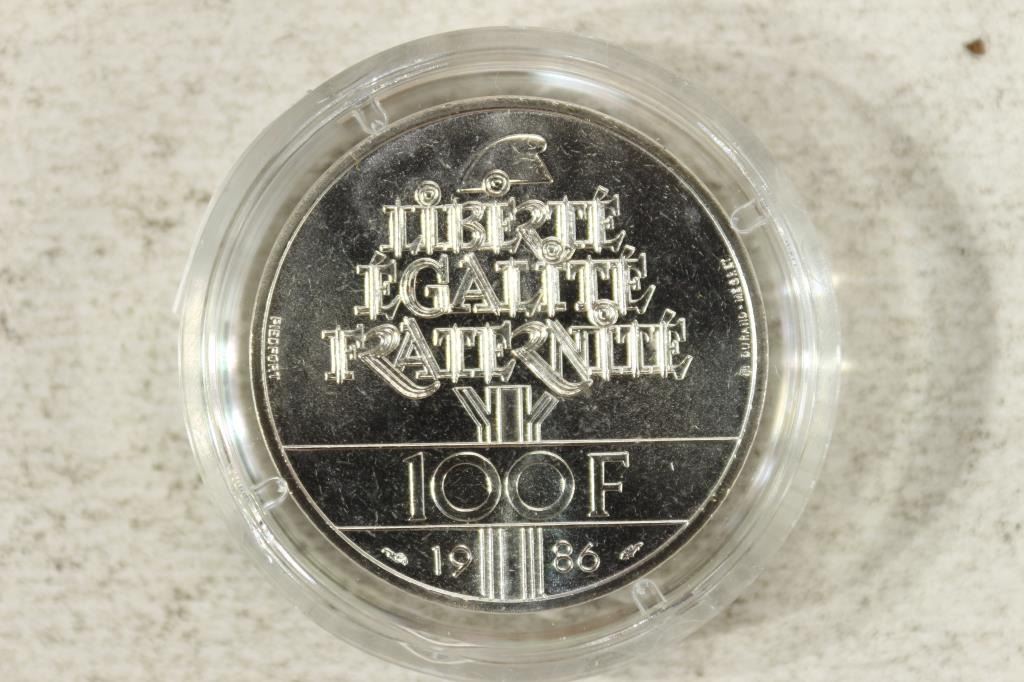 LIBERTÉ
ÉGALITÉ
FRATERNITÉ
PIEDFORT
100F
1986